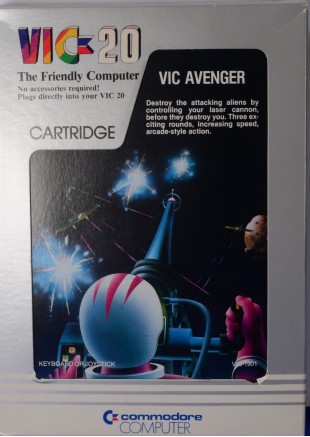 VIC-20
The Friendly Computer
No accessories required!
Plugs directly into your VIC 20
CARTRIDGE
VIC AVENGER
Destroy the attacking aliens by
controlling your laser cannon,
before they destroy you. Three ex-
citing rounds, increasing speed,
arcade-style action.
KEYBOARD OR JOYSTICK
VIC 1901
commodore
COMPUTER